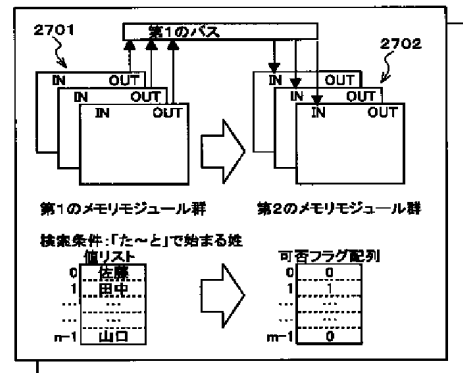 2701
第1のバス
2702
IN OUT
IN OUT
IN OUT
IN OUT
IN OUT
IN OUT
第1のメモリモジュール群
第2のメモリモジュール群
検索条件:「た～と」で始まる姓
値リスト
可否フラグ配列
0 佐藤
1 田中
... ...
... ...
n-1 山口
0 0
1 1
... ...
... ...
m-1 0